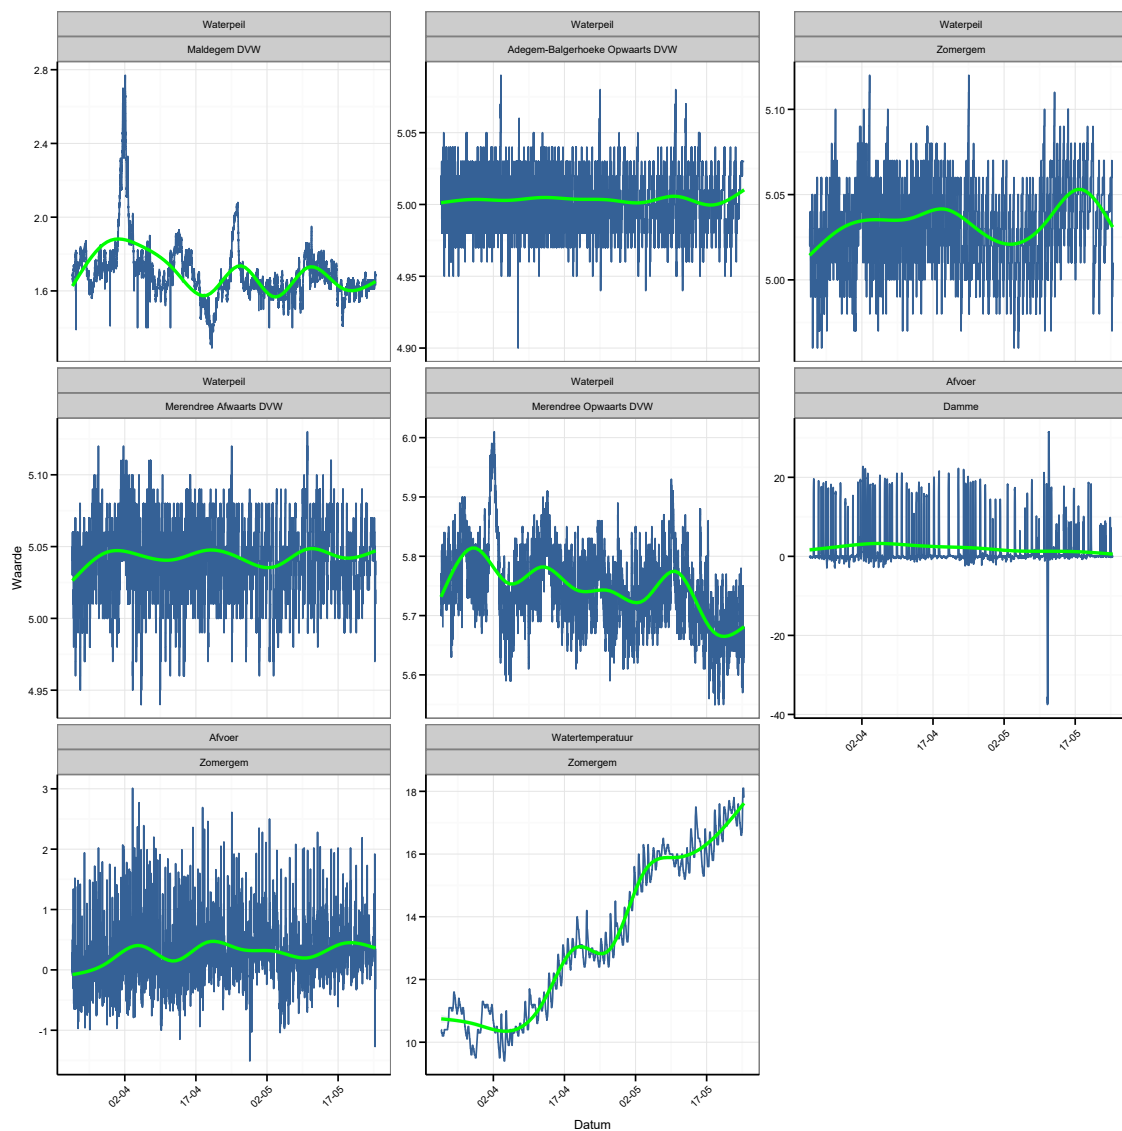 Waterpeil
Maldegem DVW
2.8
2.4
2.0
1.6
Waterpeil
Adegem-Balgerhoeke Opwaarts DVW
5.05
5.00
4.95
4.90
Waterpeil
Zomergem
5.10
5.05
5.00
Waarde
Waterpeil
Merendree Afwaarts DVW
5.10
5.05
5.00
4.95
Waterpeil
Merendree Opwaarts DVW
6.0
5.9
5.8
5.7
5.6
Afvoer
Damme
20
0
-20
-40
02-04
17-04
02-05
17-05
Afvoer
Zomergem
3
2
1
0
-1
02-04
17-04
02-05
17-05
Watertemperatuur
Zomergem
18
16
14
12
10
02-04
17-04
02-05
17-05
Datum